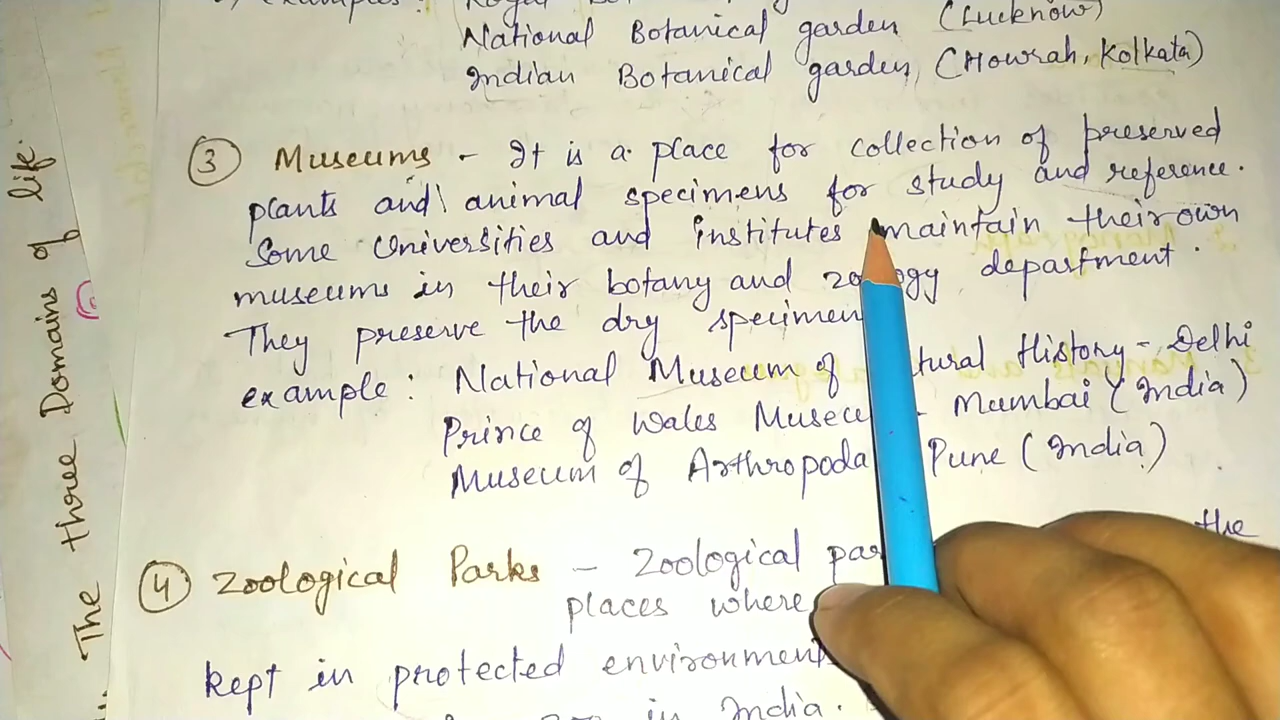 National Botanical garden (Lucknow)
Indian Botanical garden, (Howrah, Kolkata)
③ Museums - It is a place for collection of preserved
plants and animal specimens for study and reference.
Some Universities and institutes maintain their own
museums in their botany and department.
They preserve the dry
example: National Museum of History - Delhi
Prince of Wales - Mumbai (India)
Museum of Arthropoda Pune (India)
④ Zoological Parks - Zoological the
places where
kept in protected environment
in India.
The three Domains of life.